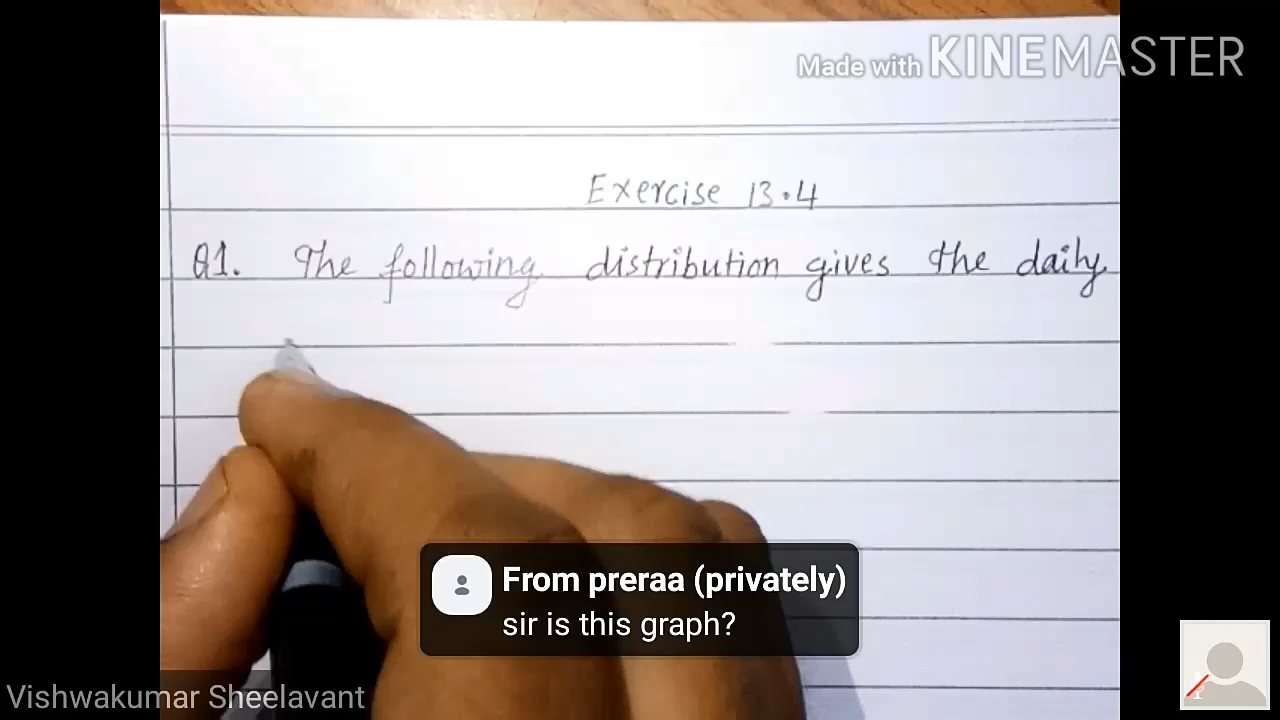 Made with KINEMASTER
Exercise 13.4
Q1. The following distribution gives the daily
From preraa (privately)
sir is this graph?
Vishwakumar Sheelavant